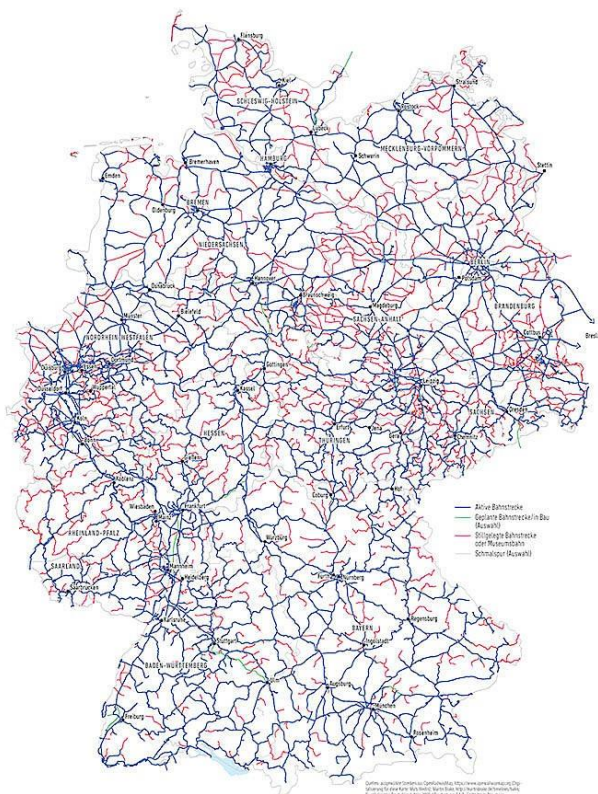 Flensburg
Kiel
SCHLESWIG-HOLSTEIN
Stralsund
Rostock
Lübeck
MECKLENBURG-VORPOMMERN
Schwerin
HAMBURG
Bremerhaven
Stettin
Emden
BREMEN
Oldenburg
NIEDERSACHSEN
BERLIN
Potsdam
Hannover
Osnabrück
Braunschweig
Magdeburg
BRANDENBURG
Münster
Bielefeld
SACHSEN-ANHALT
Cottbus
Bresl
NORDRHEIN-WESTFALEN
Dortmund
Duisburg
Essen
Göttingen
Düsseldorf
Wuppertal
Kassel
Leipzig
Köln
SACHSEN
Dresden
Bonn
HESSEN
Erfurt
Jena
Gera
Chemnitz
THÜRINGEN
Gießen
Koblenz
Coburg
Hof
Wiesbaden
Frankfurt
Mainz
RHEINLAND-PFALZ
Würzburg
SAARLAND
Mannheim
Heidelberg
Saarbrücken
Fürth
Nürnberg
Karlsruhe
Regensburg
Stuttgart
BAYERN
Ingolstadt
BADEN-WÜRTTEMBERG
Ulm
Augsburg
München
Freiburg
Rosenheim
Aktive Bahnstrecke
Geplante Bahnstrecke/in Bau
(Auswahl)
Stillgelegte Bahnstrecke
oder Museumsbahn
Schmalspur (Auswahl)